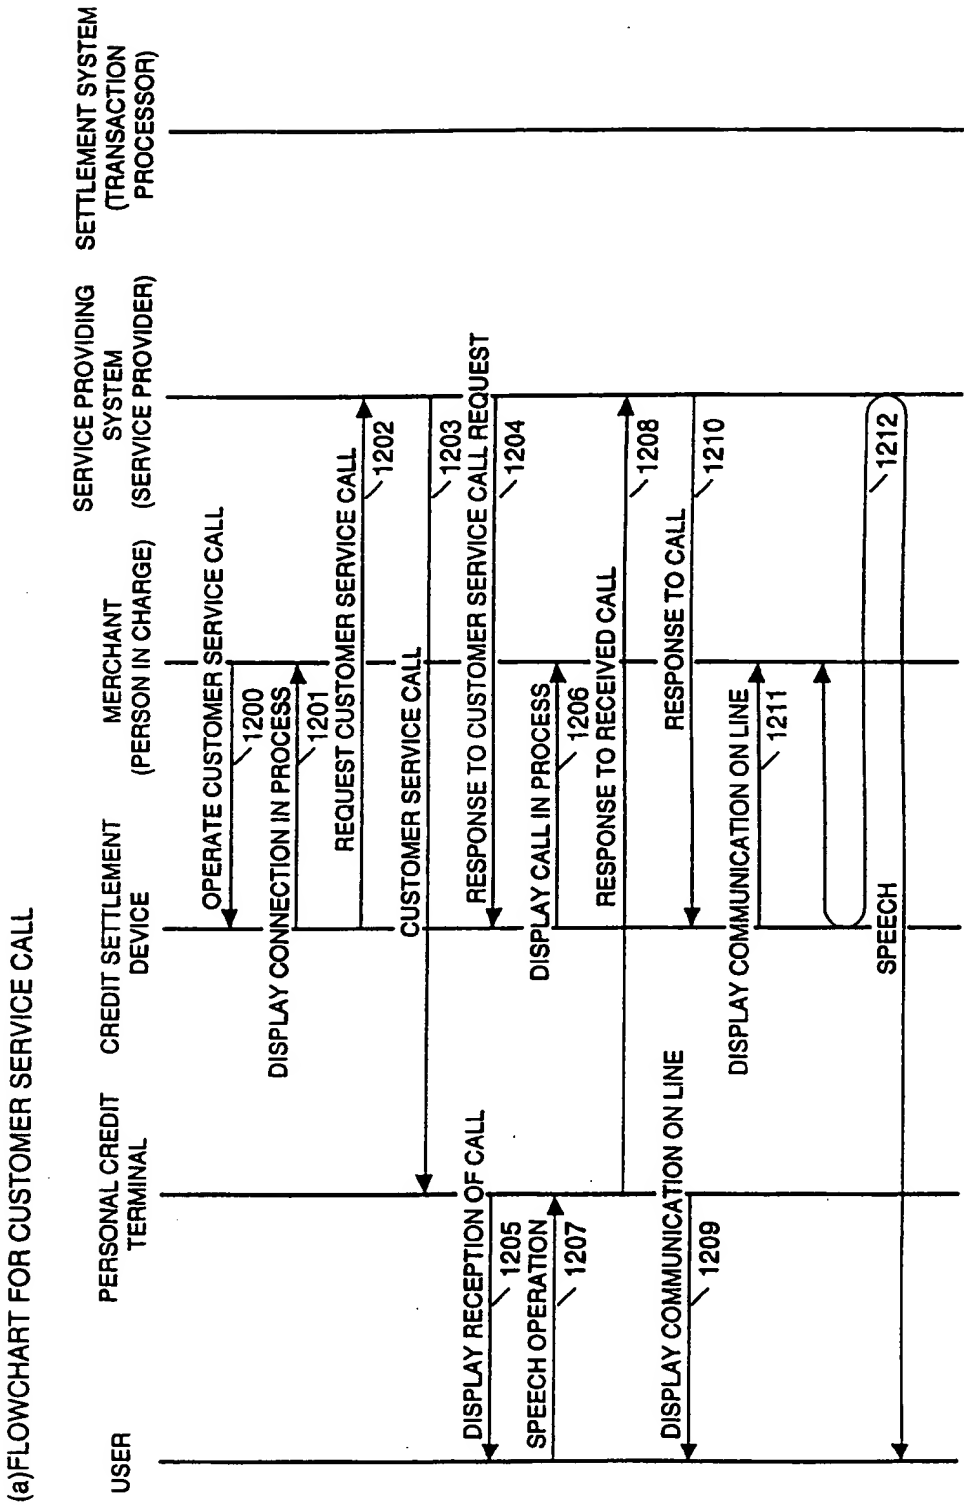 (a)FLOWCHART FOR CUSTOMER SERVICE CALL
USER
PERSONAL CREDIT
TERMINAL
CREDIT SETTLEMENT
DEVICE
MERCHANT
(PERSON IN CHARGE)
SERVICE PROVIDING
SYSTEM
(SERVICE PROVIDER)
SETTLEMENT SYSTEM
(TRANSACTION
PROCESSOR)
OPERATE CUSTOMER SERVICE CALL
1200
DISPLAY CONNECTION IN PROCESS
1201
REQUEST CUSTOMER SERVICE CALL
1202
CUSTOMER SERVICE CALL
1203
RESPONSE TO CUSTOMER SERVICE CALL REQUEST
1204
DISPLAY RECEPTION OF CALL
1205
DISPLAY CALL IN PROCESS
1206
SPEECH OPERATION
1207
RESPONSE TO RECEIVED CALL
1208
DISPLAY COMMUNICATION ON LINE
1209
RESPONSE TO CALL
1210
DISPLAY COMMUNICATION ON LINE
1211
SPEECH
1212